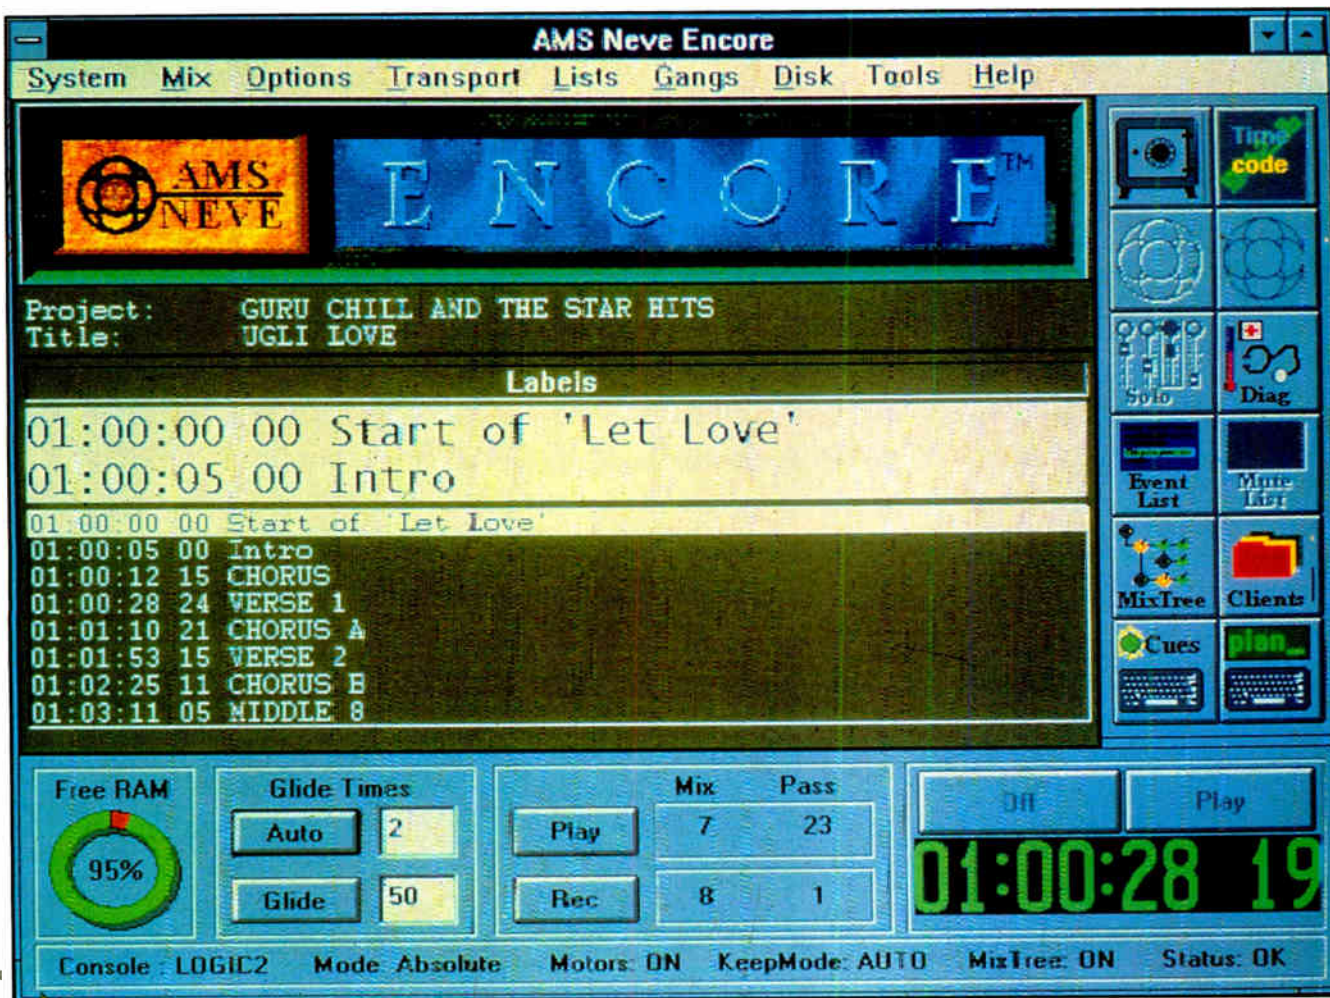 AMS Neve Encore
System Mix Options Transport Lists Gangs Disk Tools Help
AMS
NEVE
ENCORE™
Time
code
Project: GURU CHILL AND THE STAR HITS
Title: UGLI LOVE
Solo
Diag
Labels
01:00:00 00 Start of 'Let Love'
01:00:05 00 Intro
Event
List
Mute
List
01:00:00 00 Start of 'Let Love'
01:00:05 00 Intro
01:00:12 15 CHORUS
01:00:28 24 VERSE 1
01:01:10 21 CHORUS A
01:01:53 15 VERSE 2
01:02:25 11 CHORUS B
01:03:11 05 MIDDLE 8
MixTree
Clients
Cues
plan_
Free RAM
95%
Glide Times
Auto 2
Glide 50
Mix Pass
Play 7 23
Rec 8 1
Off Play
01:00:28 19
Console : LOGIC2 Mode: Absolute Motors: ON KeepMode: AUTO MixTree: ON Status: OK